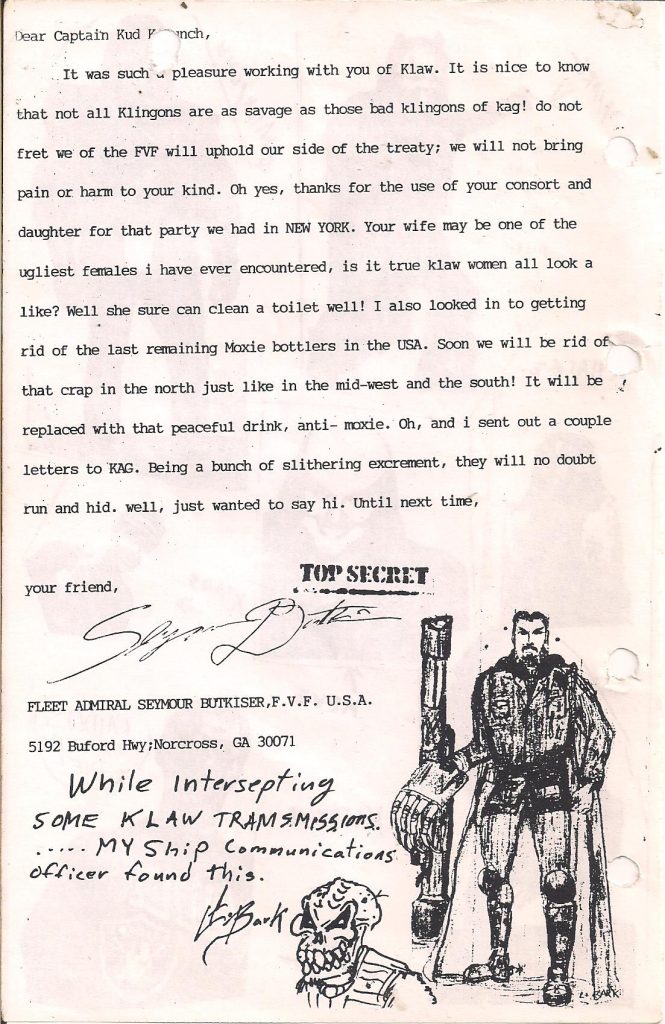 Dear Captain Kud
It was such a pleasure working with you of Klaw. It is nice to know
that not all Klingons are as savage as those bad klingons of kag! do not
fret we of the FVF will uphold our side of the treaty; we will not bring
pain or harm to your kind. Oh yes, thanks for the use of your consort and
daughter for that party we had in NEW YORK. Your wife may be one of the
ugliest females i have ever encountered, is it true klaw women all look a
like? Well she sure can clean a toilet well! I also looked in to getting
rid of the last remaining Moxie bottlers in the USA. Soon we will be rid of
that crap in the north just like in the mid-west and the south! It will be
replaced with that peaceful drink, anti- moxie. Oh, and i sent out a couple
letters to KAG. Being a bunch of slithering excrement, they will no doubt
run and hid. well, just wanted to say hi. Until next time,
your friend,
TOP SECRET
Seymour Butkiser
FLEET ADMIRAL SEYMOUR BUTKISER,F.V.F. U.S.A.
5192 Buford Hwy;Norcross, GA 30071
While Intersepting
SOME KLAW TRANSMISSIONS.
..... MY Ship Communications
officer found this.
Lt. Bark
Lt. BARK